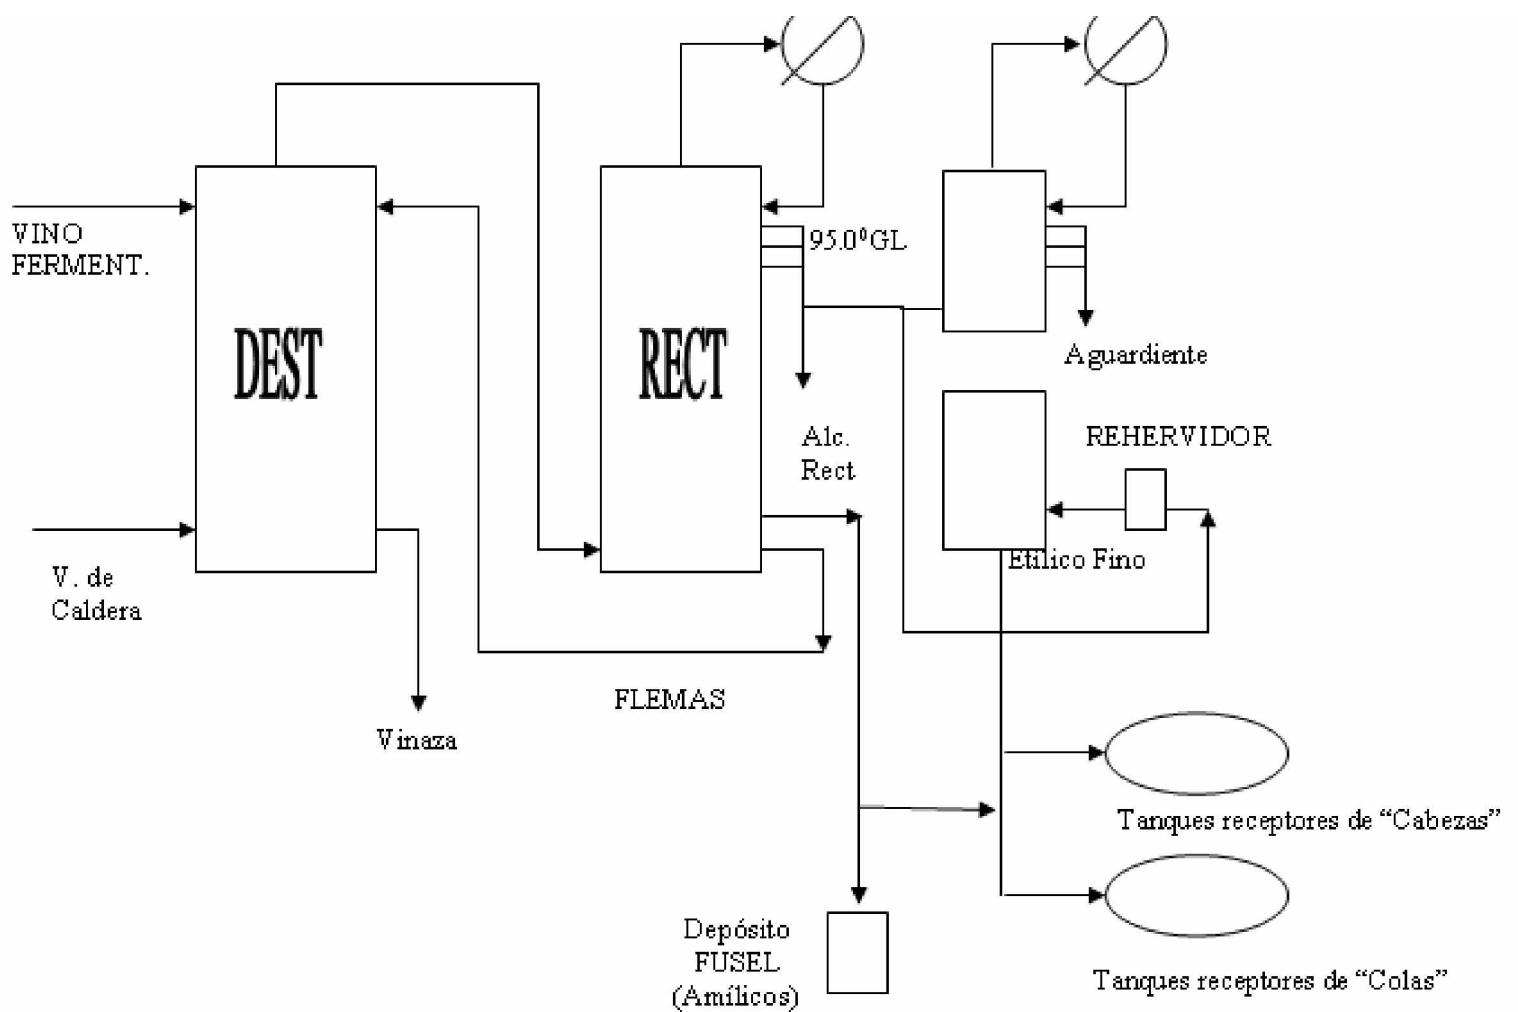 VINO
FERMENT.
95.0⁰GL
DEST
RECT
Aguardiente
Alc.
Rect
REHERVIDOR
V. de
Caldera
Etílico Fino
FLEMAS
Vinaza
Tanques receptores de “Cabezas”
Depósito
FUSEL
(Amílicos)
Tanques receptores de “Colas”